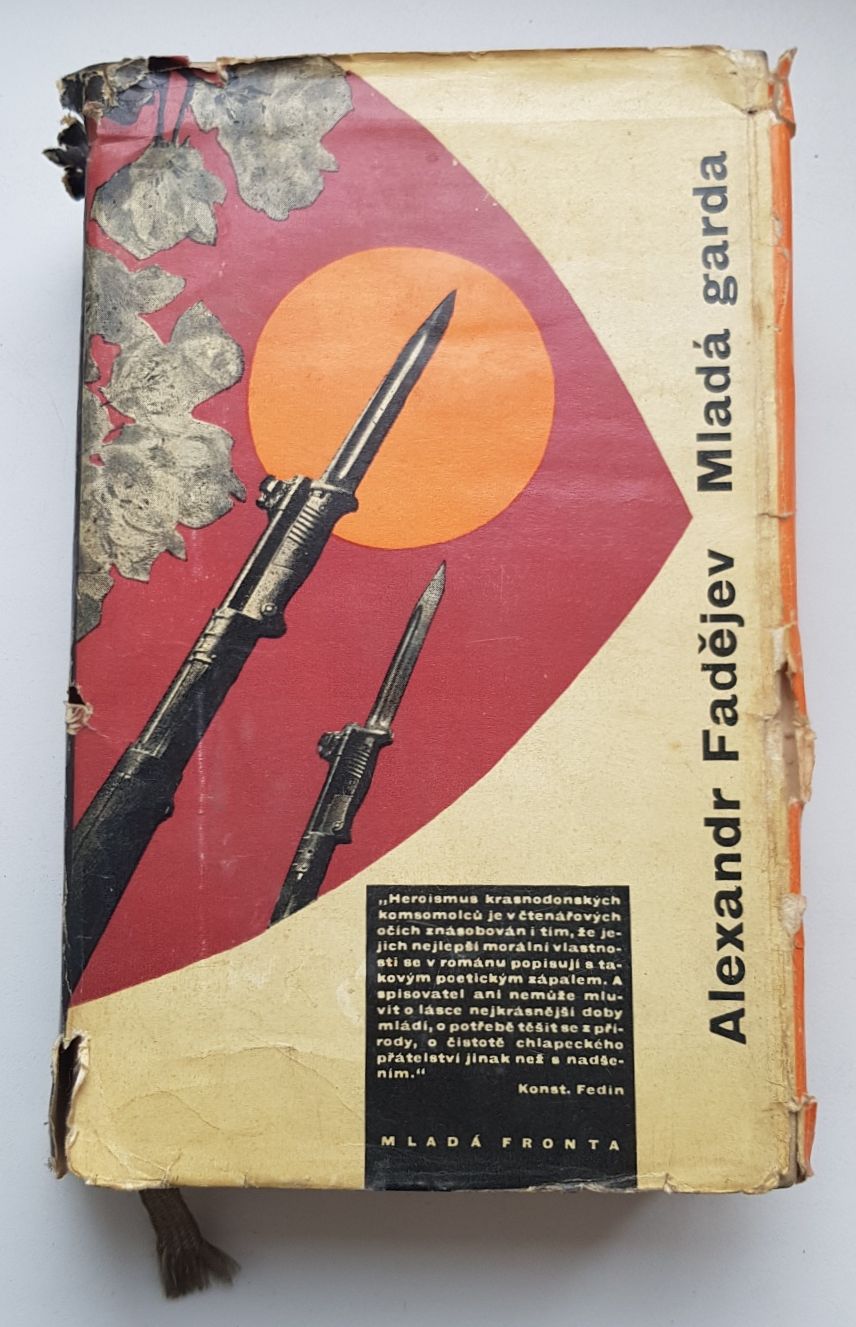 Alexandr Fadějev Mladá garda
„Heroismus krasnodonských
komsomolců je v čtenářových
očích znásobován i tím, že je-
jich nejlepší morální vlastno-
sti se v románu popisují s ta-
kovým poetickým zápalem. A
spisovatel ani nemůže mlu-
vit o lásce nejkrásnější doby
mládí, o potřebě těšit se z pří-
rody, o čistotě chlapeckého
přátelství jinak než s nadše-
ním.“
Konst. Fedin
MLADÁ FRONTA